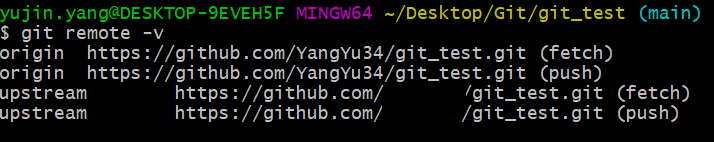 yujin.yang@DESKTOP-9EVEH5F MINGW64 ~/Desktop/Git/git_test (main)
$ git remote -v
origin  https://github.com/YangYu34/git_test.git (fetch)
origin  https://github.com/YangYu34/git_test.git (push)
upstream        https://github.com/        /git_test.git (fetch)
upstream        https://github.com/        /git_test.git (push)